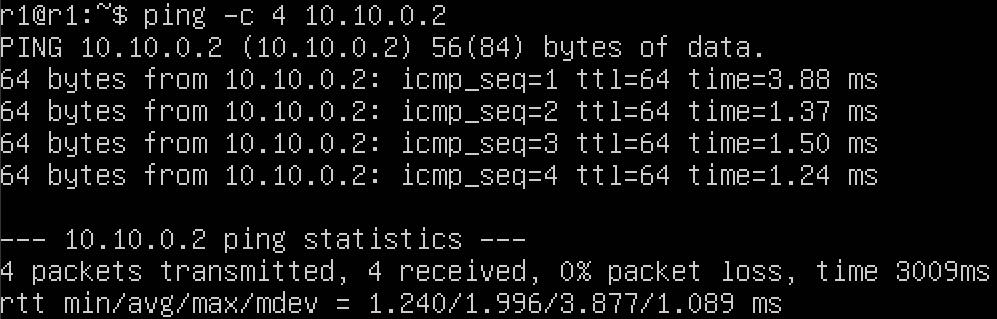 r1@r1:~$ ping -c 4 10.10.0.2
PING 10.10.0.2 (10.10.0.2) 56(84) bytes of data.
64 bytes from 10.10.0.2: icmp_seq=1 ttl=64 time=3.88 ms
64 bytes from 10.10.0.2: icmp_seq=2 ttl=64 time=1.37 ms
64 bytes from 10.10.0.2: icmp_seq=3 ttl=64 time=1.50 ms
64 bytes from 10.10.0.2: icmp_seq=4 ttl=64 time=1.24 ms

--- 10.10.0.2 ping statistics ---
4 packets transmitted, 4 received, 0% packet loss, time 3009ms
rtt min/avg/max/mdev = 1.240/1.996/3.877/1.089 ms